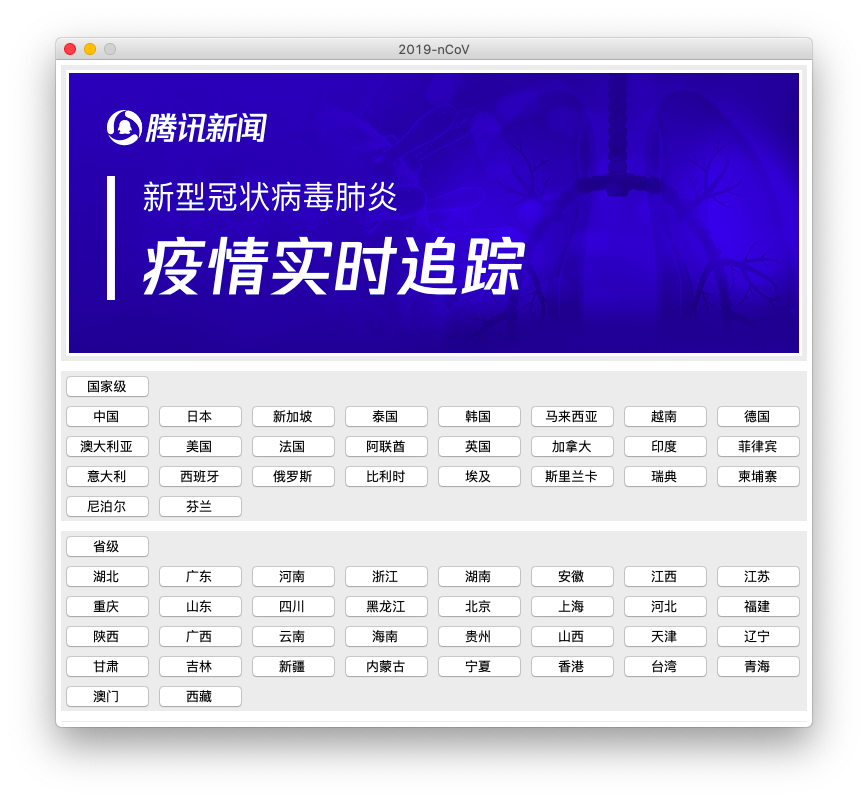 2019-nCoV
腾讯新闻
新型冠状病毒肺炎
疫情实时追踪
国家级
中国 日本 新加坡 泰国 韩国 马来西亚 越南 德国
澳大利亚 美国 法国 阿联酋 英国 加拿大 印度 菲律宾
意大利 西班牙 俄罗斯 比利时 埃及 斯里兰卡 瑞典 柬埔寨
尼泊尔 芬兰
省级
湖北 广东 河南 浙江 湖南 安徽 江西 江苏
重庆 山东 四川 黑龙江 北京 上海 河北 福建
陕西 广西 云南 海南 贵州 山西 天津 辽宁
甘肃 吉林 新疆 内蒙古 宁夏 香港 台湾 青海
澳门 西藏